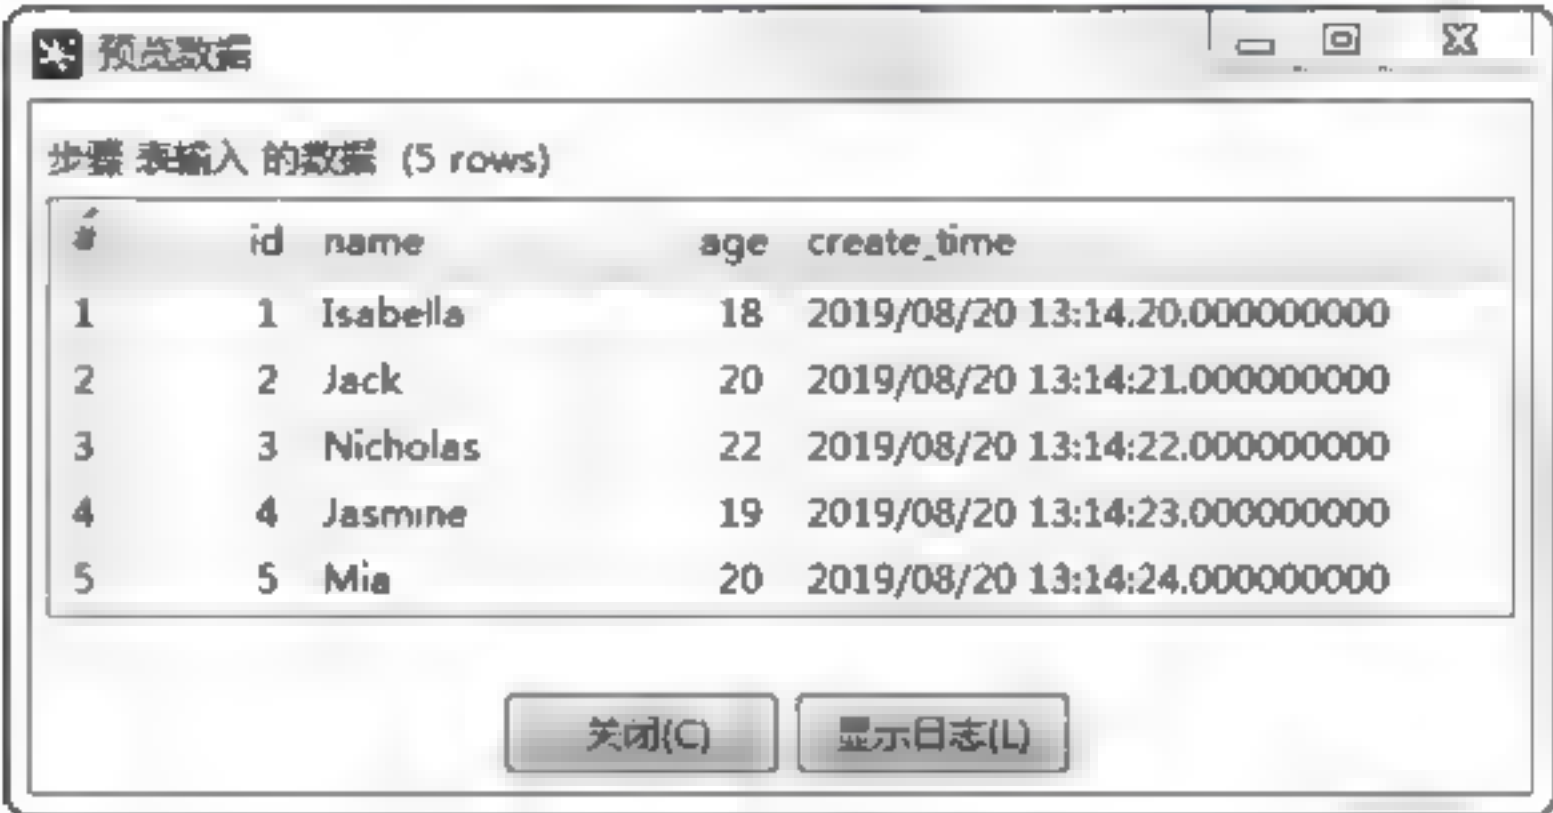 预览数据
步骤 表输入 的数据 (5 rows)
# id name age create_time
1 1 Isabella 18 2019/08/20 13:14.20.000000000
2 2 Jack 20 2019/08/20 13:14:21.000000000
3 3 Nicholas 22 2019/08/20 13:14:22.000000000
4 4 Jasmine 19 2019/08/20 13:14:23.000000000
5 5 Mia 20 2019/08/20 13:14:24.000000000
关闭(C) 显示日志(L)